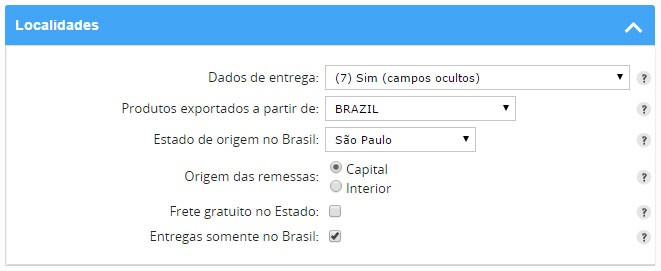 Localidades
Dados de entrega: (7) Sim (campos ocultos) ?
Produtos exportados a partir de: BRAZIL ?
Estado de origem no Brasil: São Paulo ?
Origem das remessas: Capital ?
Interior
Frete gratuito no Estado: ?
Entregas somente no Brasil: ?